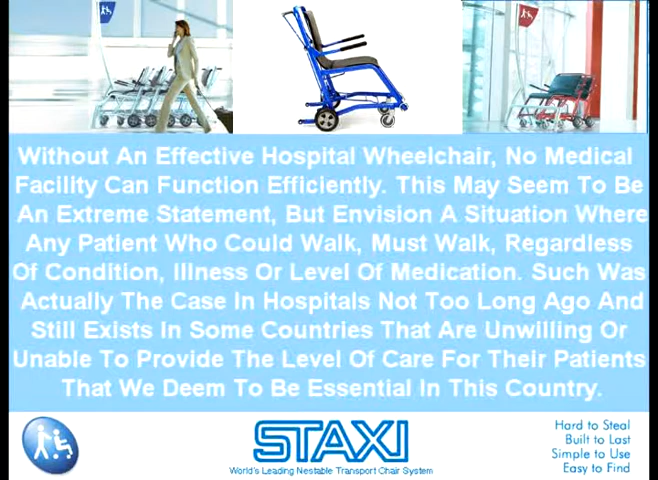 Without An Effective Hospital Wheelchair, No Medical
Facility Can Function Efficiently. This May Seem To Be
An Extreme Statement, But Envision A Situation Where
Any Patient Who Could Walk, Must Walk, Regardless
Of Condition, Illness Or Level Of Medication. Such Was
Actually The Case In Hospitals Not Too Long Ago And
Still Exists In Some Countries That Are Unwilling Or
Unable To Provide The Level Of Care For Their Patients
That We Deem To Be Essential In This Country.
STAXI
World's Leading Nestable Transport Chair System
Hard to Steal
Built to Last
Simple to Use
Easy to Find